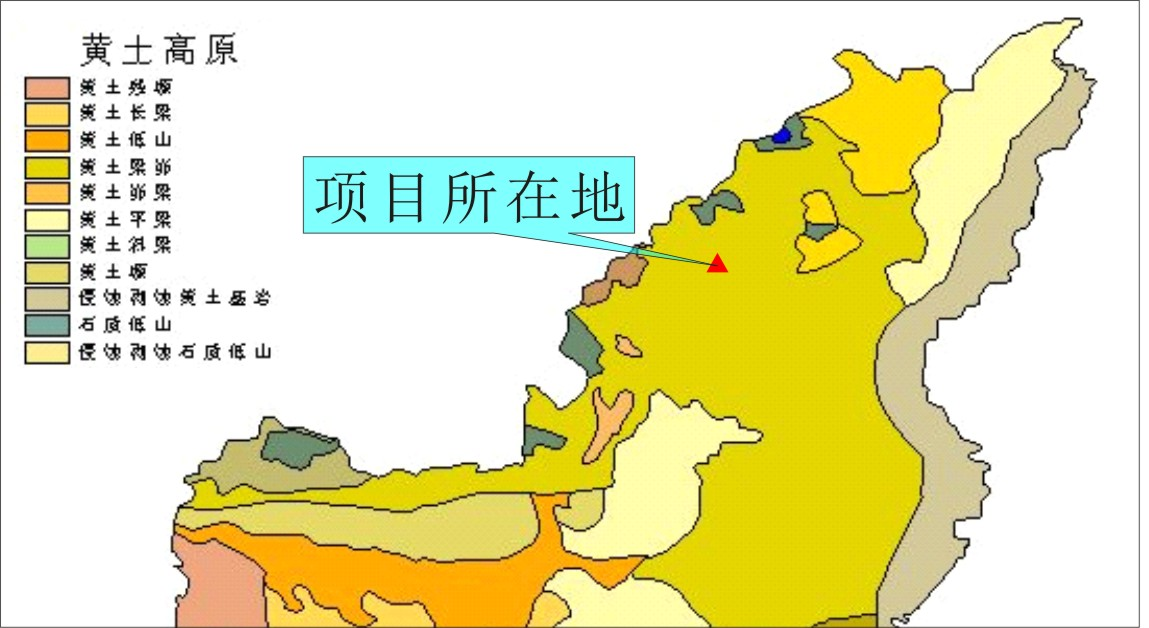 黄土高原
黄土残塬
黄土长梁
黄土低山
黄土梁峁
项目所在地
黄土峁梁
黄土平梁
黄土斜梁
黄土塬
侵蚀剥蚀黄土基岩
石质低山
侵蚀剥蚀石质低山